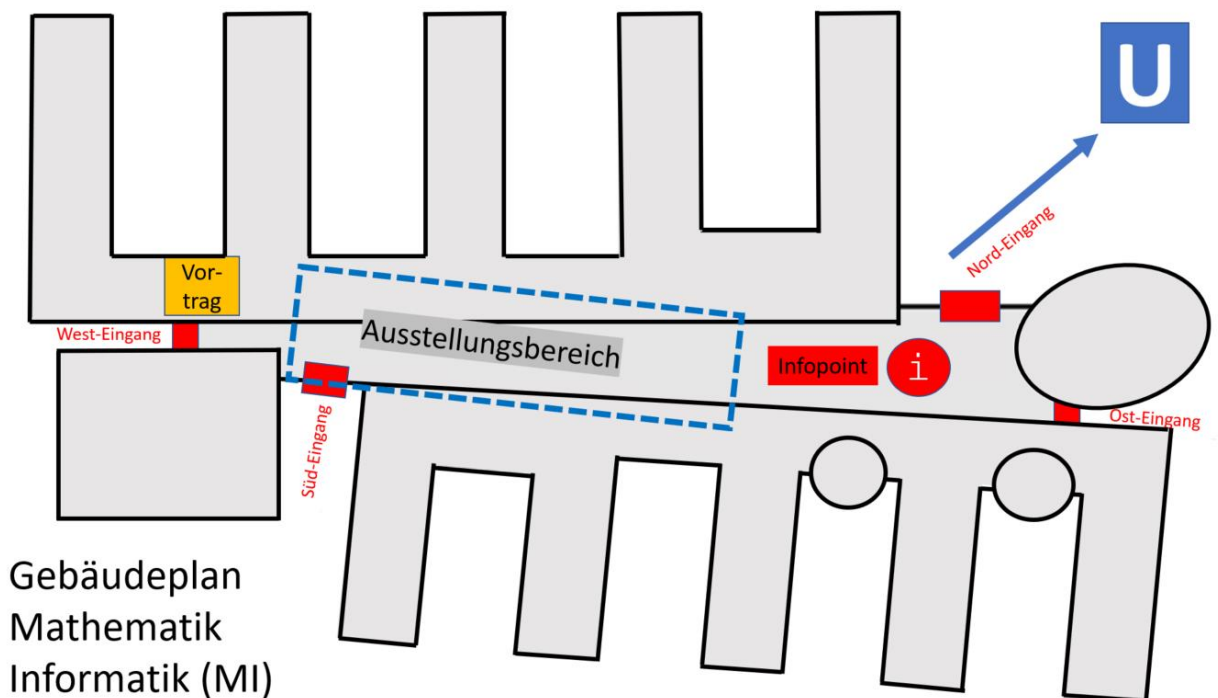 U
Nord-Eingang
Vor-
trag
West-Eingang
Ausstellungsbereich
Infopoint
i
Ost-Eingang
Süd-Eingang
Gebäudeplan
Mathematik
Informatik (MI)